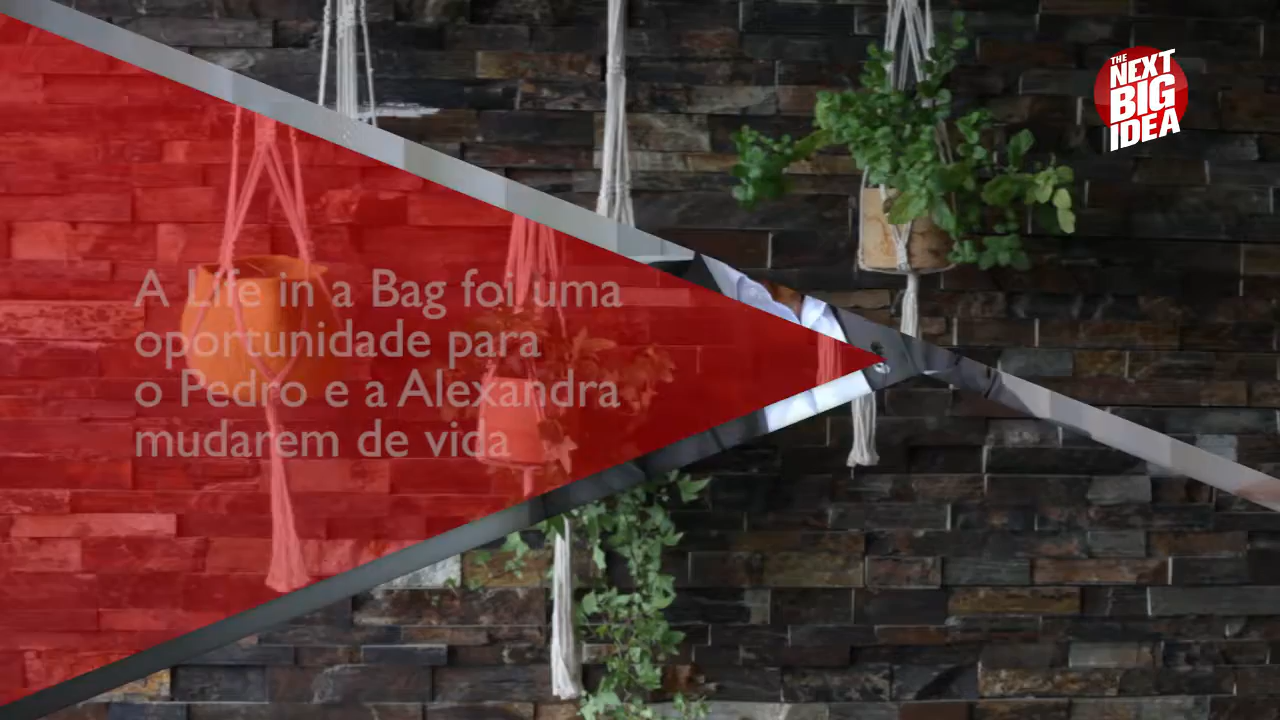 THE
NEXT
BIG
IDEA
A Life in a Bag foi uma
oportunidade para
o Pedro e a Alexandra
mudarem de vida